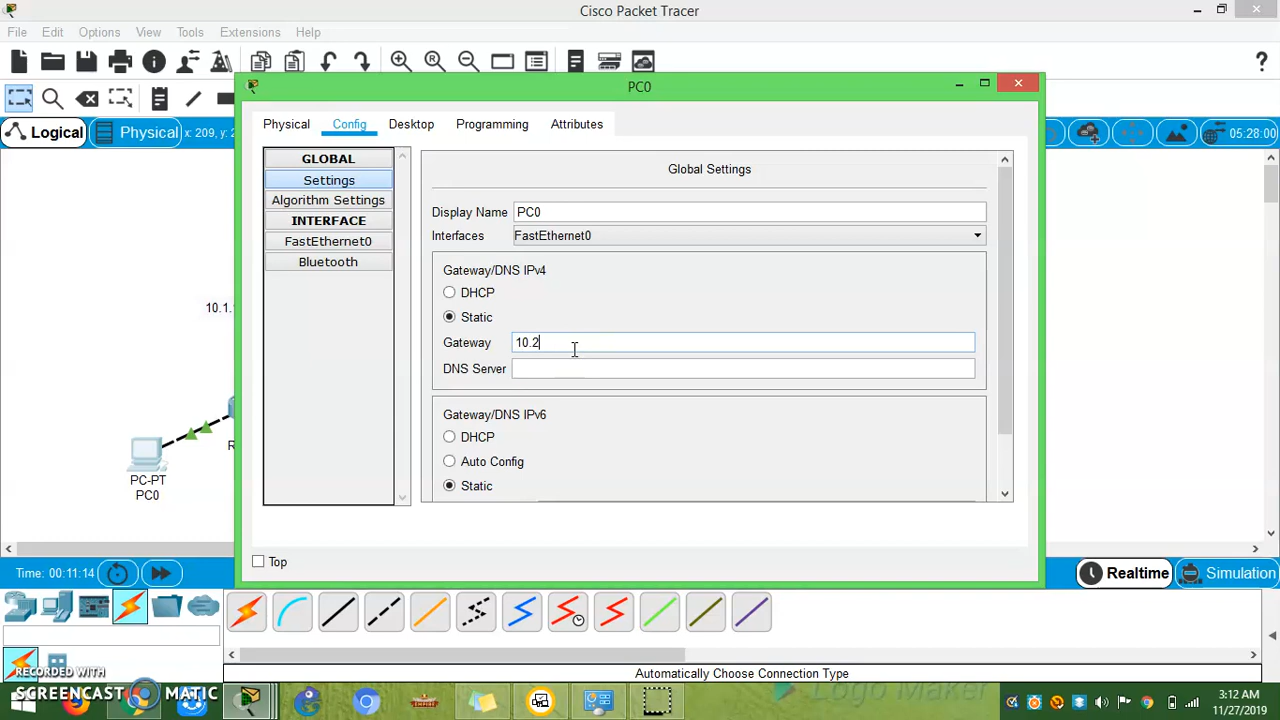 Cisco Packet Tracer
File Edit Options View Tools Extensions Help
PC0
Logical Physical x: 209, y: 2 05:28:00
Physical Config Desktop Programming Attributes
GLOBAL
Settings
Algorithm Settings
INTERFACE
FastEthernet0
Bluetooth
Global Settings
Display Name PC0
Interfaces FastEthernet0
Gateway/DNS IPv4
DHCP
Static
Gateway 10.2
DNS Server
Gateway/DNS IPv6
DHCP
Auto Config
Static
10.1.
R
PC-PT
PC0
Top
Time: 00:11:14 Realtime Simulation
Automatically Choose Connection Type
RECORDED WITH
SCREENCAST MATIC
Logo Maker
3:12 AM
11/27/2019